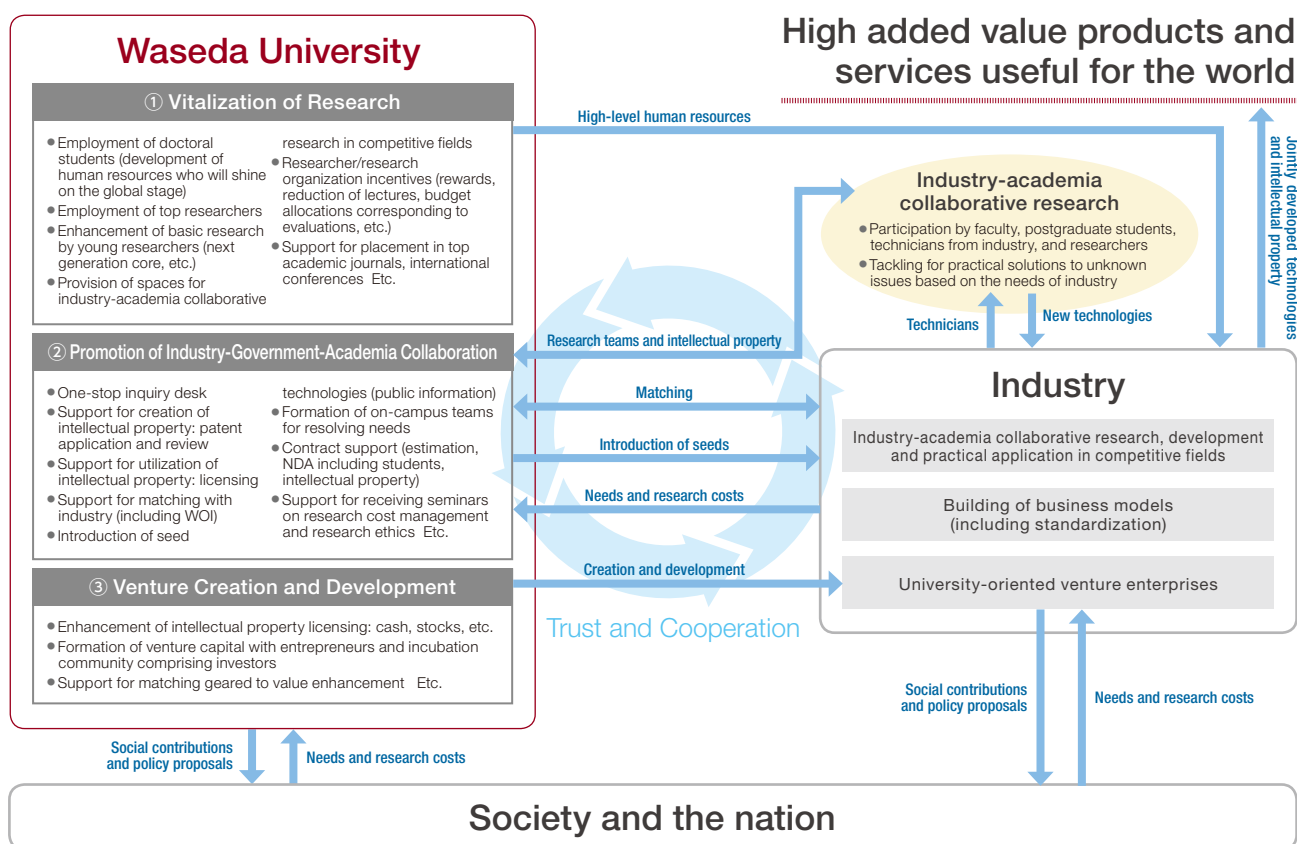 Waseda University
① Vitalization of Research
● Employment of doctoral
students (development of
human resources who will shine
on the global stage)
● Employment of top researchers
● Enhancement of basic research
by young researchers (next
generation core, etc.)
● Provision of spaces for
industry-academia collaborative
research in competitive fields
● Researcher/research
organization incentives (rewards,
reduction of lectures, budget
allocations corresponding to
evaluations, etc.)
● Support for placement in top
academic journals, international
conferences Etc.
② Promotion of Industry-Government-Academia Collaboration
● One-stop inquiry desk
● Support for creation of
intellectual property: patent
application and review
● Support for utilization of
intellectual property: licensing
● Support for matching with
industry (including WOI)
● Introduction of seed
technologies (public information)
● Formation of on-campus teams
for resolving needs
● Contract support (estimation,
NDA including students,
intellectual property)
● Support for receiving seminars
on research cost management
and research ethics Etc.
③ Venture Creation and Development
● Enhancement of intellectual property licensing: cash, stocks, etc.
● Formation of venture capital with entrepreneurs and incubation
community comprising investors
● Support for matching geared to value enhancement Etc.
High added value products and
services useful for the world
High-level human resources
Jointly developed technologies
and intellectual property
Industry-academia
collaborative research
● Participation by faculty, postgraduate students,
technicians from industry, and researchers
● Tackling for practical solutions to unknown
issues based on the needs of industry
Technicians
New technologies
Research teams and intellectual property
Matching
Introduction of seeds
Needs and research costs
Creation and development
Trust and Cooperation
Industry
Industry-academia collaborative research, development
and practical application in competitive fields
Building of business models
(including standardization)
University-oriented venture enterprises
Social contributions
and policy proposals
Needs and research costs
Social contributions
and policy proposals
Needs and research costs
Society and the nation